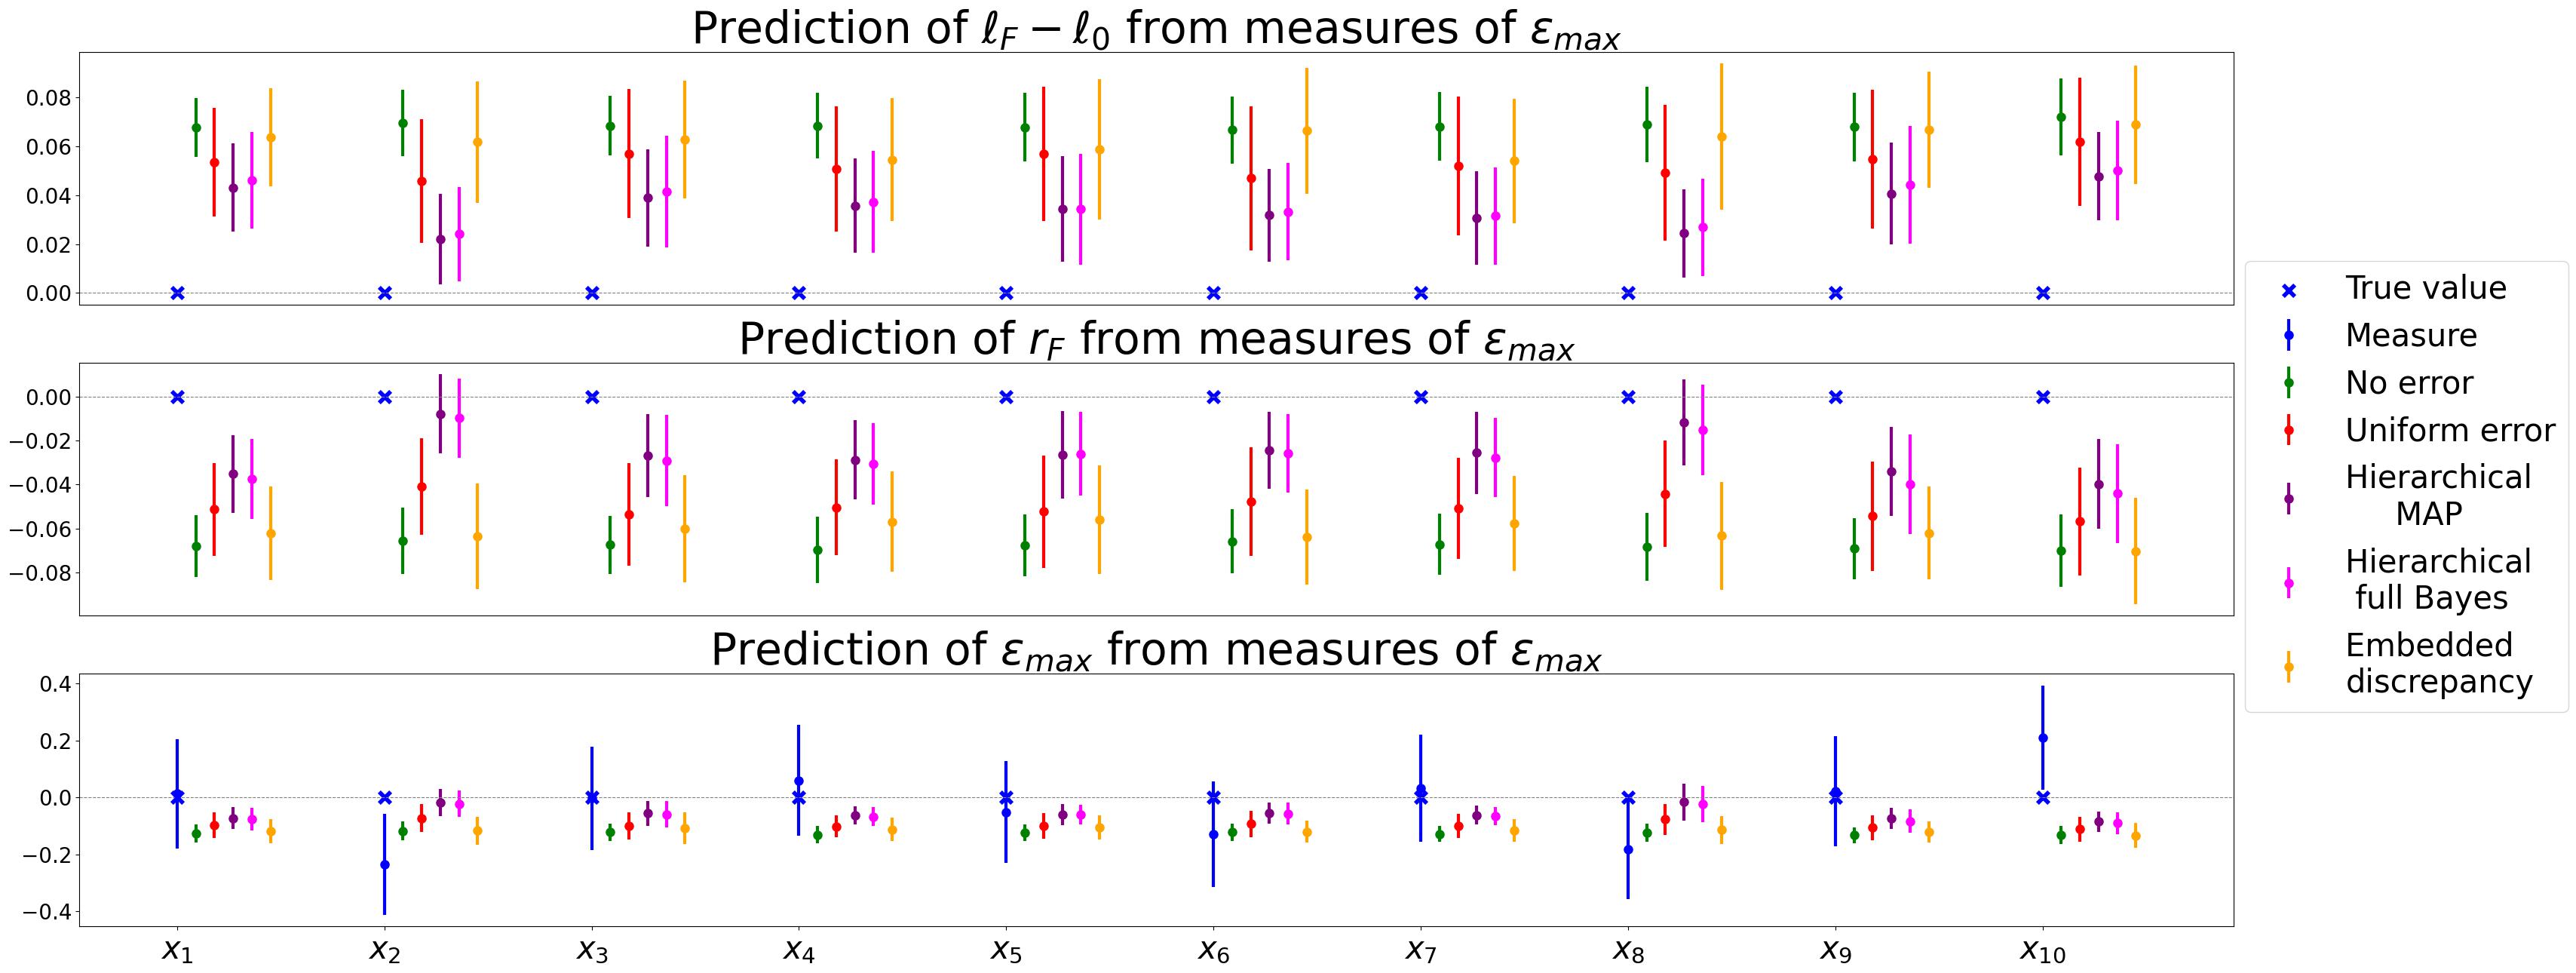 Prediction of ℓ_F − ℓ_0 from measures of ε_max
0.08
0.06
0.04
0.02
0.00
Prediction of r_F from measures of ε_max
0.00
−0.02
−0.04
−0.06
−0.08
Prediction of ε_max from measures of ε_max
0.4
0.2
0.0
−0.2
−0.4
x_1 x_2 x_3 x_4 x_5 x_6 x_7 x_8 x_9 x_10
True value
Measure
No error
Uniform error
Hierarchical
MAP
Hierarchical
full Bayes
Embedded
discrepancy